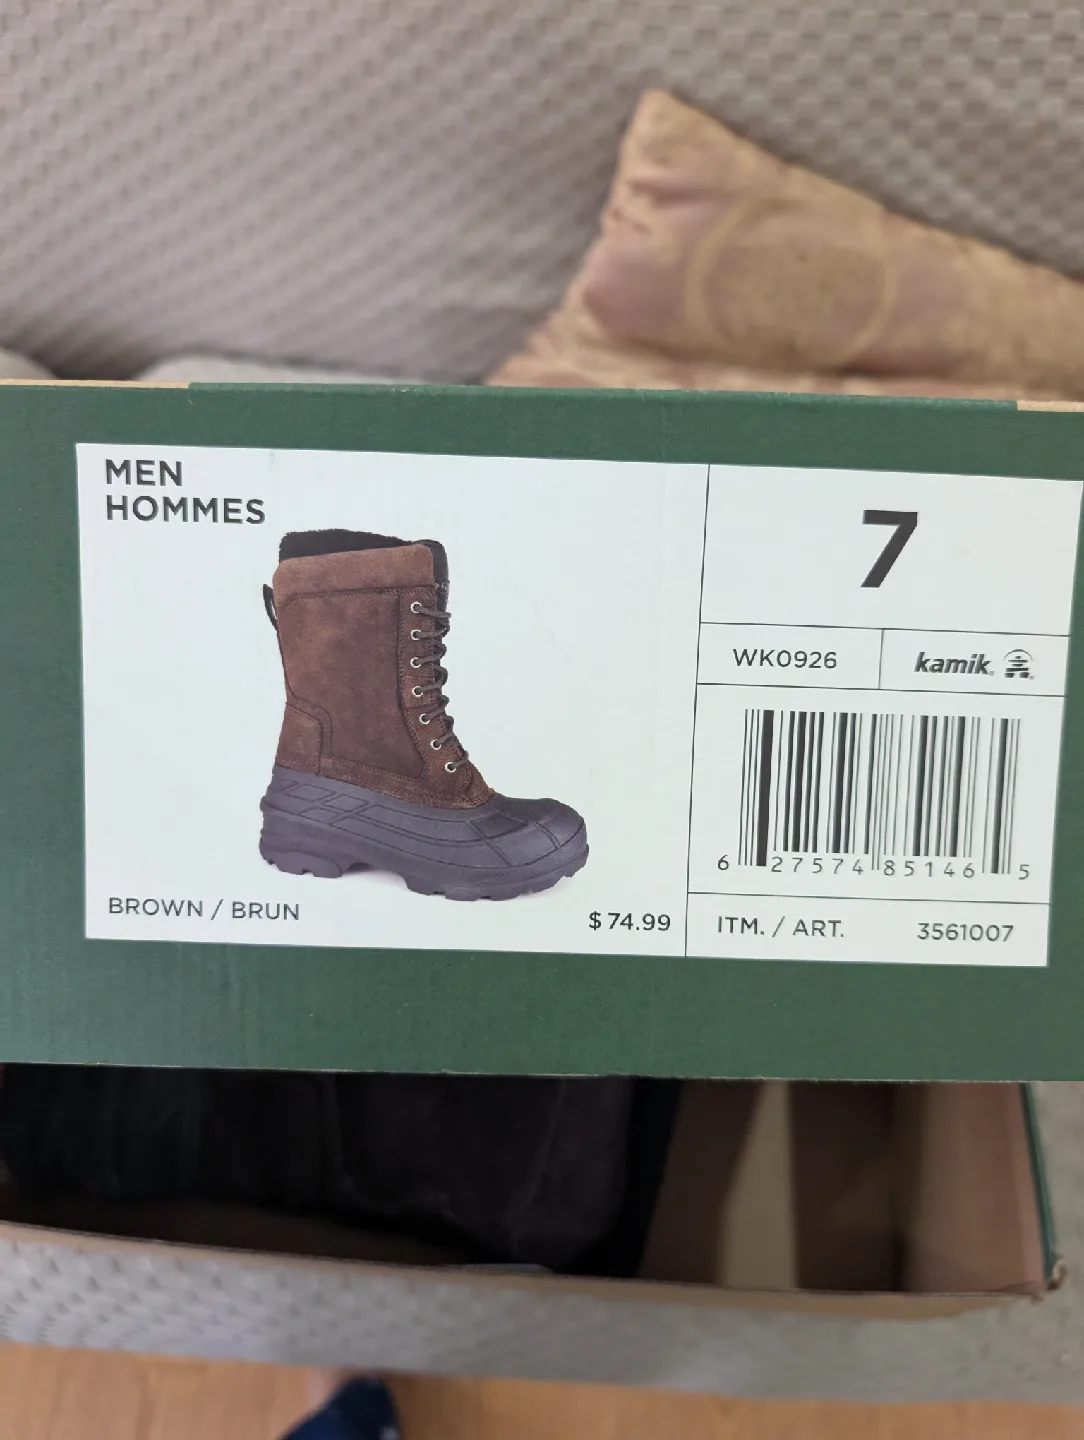 MEN
HOMMES
7
WK0926
kamik
6 27574 85146 5
BROWN / BRUN
$74.99
ITM. / ART. 3561007